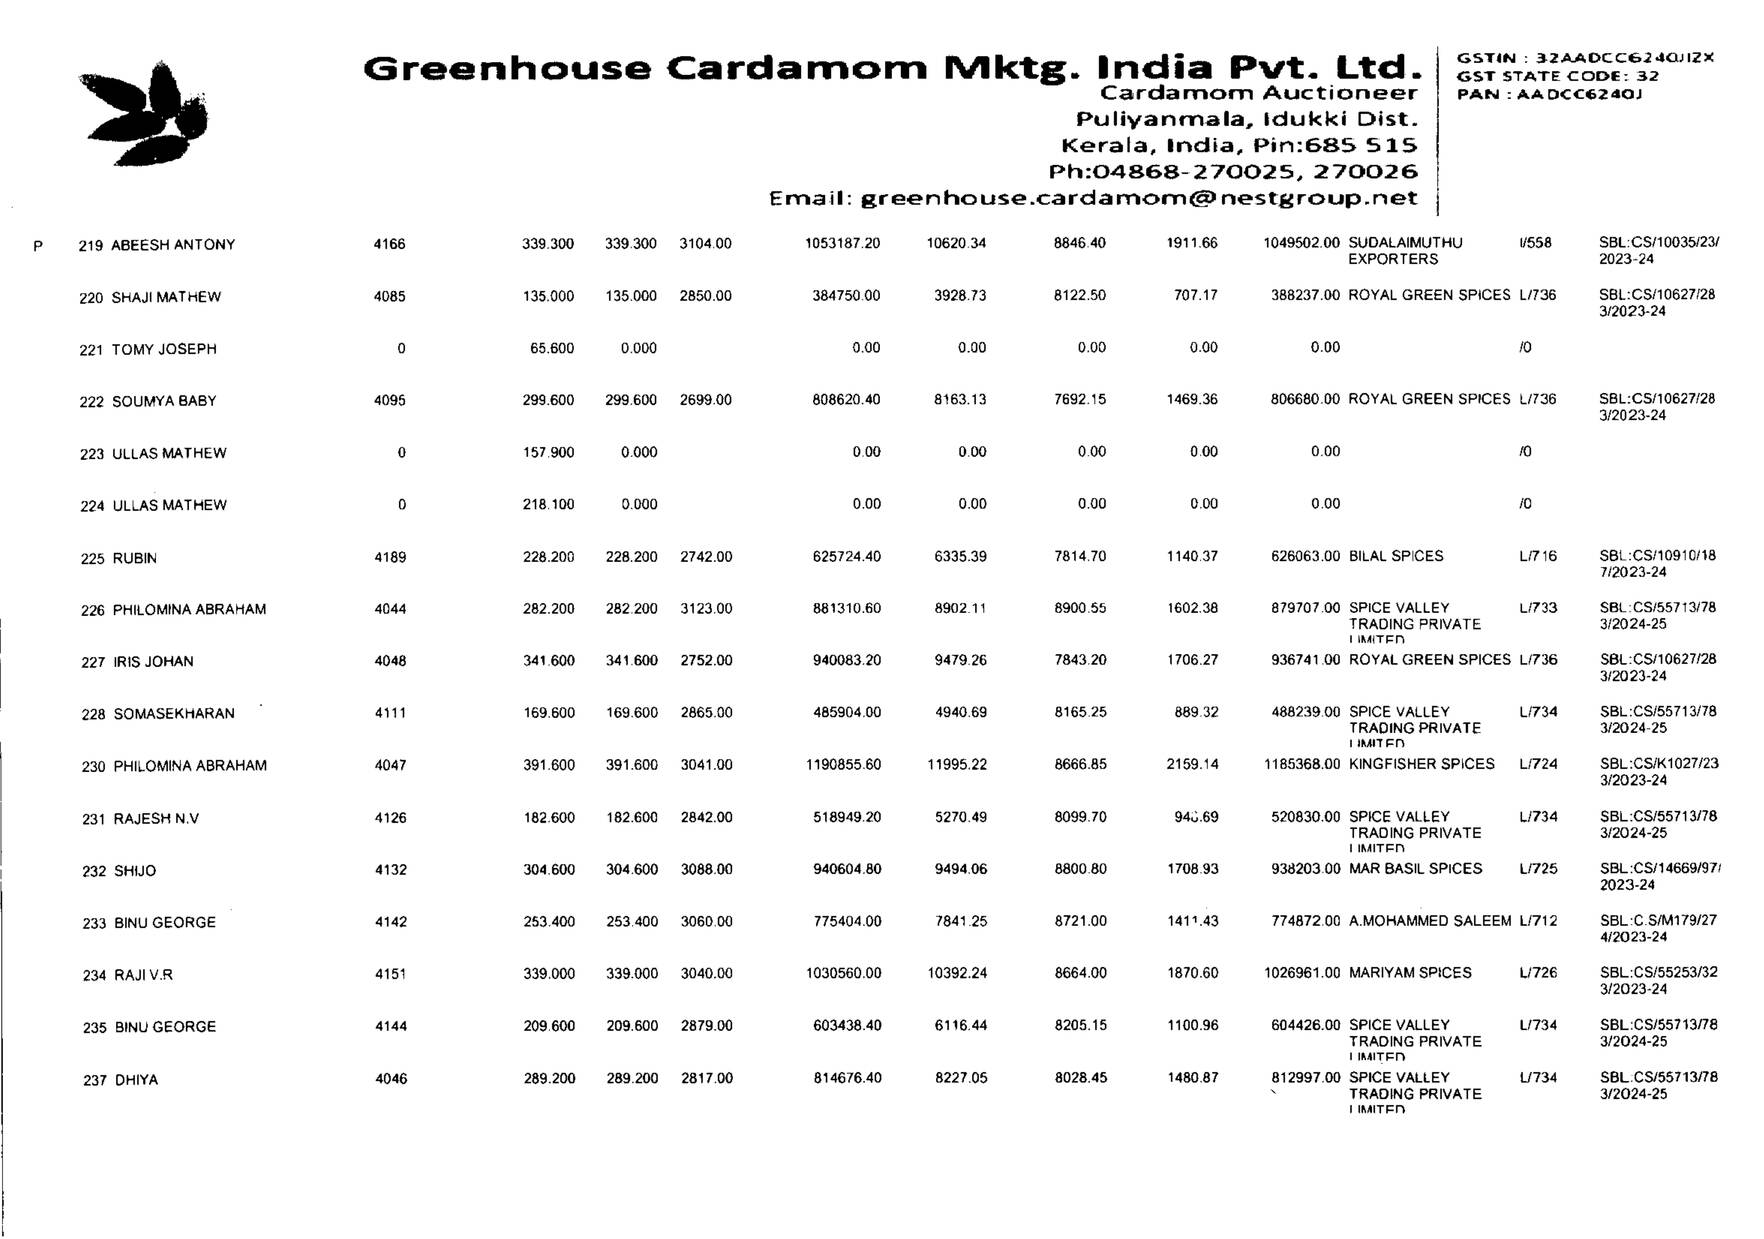 Greenhouse Cardamom Mktg. India Pvt. Ltd.
Cardamom Auctioneer
Puliyanmala, Idukki Dist.
Kerala, India, Pin:685 515
Ph:04868-270025, 270026
Email: greenhouse.cardamom@nestgroup.net
GSTIN : 32AADCC6240J1ZX
GST STATE CODE: 32
PAN : AADCC6240J
P 219 ABEESH ANTONY 4166 339.300 339.300 3104.00 1053187.20 10620.34 8846.40 1911.66 1049502.00 SUDALAIMUTHU I/558 SBL:CS/10035/23/
EXPORTERS 2023-24
220 SHAJI MATHEW 4085 135.000 135.000 2850.00 384750.00 3928.73 8122.50 707.17 388237.00 ROYAL GREEN SPICES L/736 SBL:CS/10627/28
3/2023-24
221 TOMY JOSEPH 0 65.600 0.000 0.00 0.00 0.00 0.00 0.00 /0
222 SOUMYA BABY 4095 299.600 299.600 2699.00 808620.40 8163.13 7692.15 1469.36 806680.00 ROYAL GREEN SPICES L/736 SBL:CS/10627/28
3/2023-24
223 ULLAS MATHEW 0 157.900 0.000 0.00 0.00 0.00 0.00 0.00 /0
224 ULLAS MATHEW 0 218.100 0.000 0.00 0.00 0.00 0.00 0.00 /0
225 RUBIN 4189 228.200 228.200 2742.00 625724.40 6335.39 7814.70 1140.37 626063.00 BILAL SPICES L/716 SBL:CS/10910/18
7/2023-24
226 PHILOMINA ABRAHAM 4044 282.200 282.200 3123.00 881310.60 8902.11 8900.55 1602.38 879707.00 SPICE VALLEY L/733 SBL:CS/55713/78
TRADING PRIVATE 3/2024-25
LIMITED
227 IRIS JOHAN 4048 341.600 341.600 2752.00 940083.20 9479.26 7843.20 1706.27 936741.00 ROYAL GREEN SPICES L/736 SBL:CS/10627/28
3/2023-24
228 SOMASEKHARAN 4111 169.600 169.600 2865.00 485904.00 4940.69 8165.25 889.32 488239.00 SPICE VALLEY L/734 SBL:CS/55713/78
TRADING PRIVATE 3/2024-25
LIMITED
230 PHILOMINA ABRAHAM 4047 391.600 391.600 3041.00 1190855.60 11995.22 8666.85 2159.14 1185368.00 KINGFISHER SPICES L/724 SBL:CS/K1027/23
3/2023-24
231 RAJESH N.V 4126 182.600 182.600 2842.00 518949.20 5270.49 8099.70 520830.00 SPICE VALLEY L/734 SBL:CS/55713/78
TRADING PRIVATE 3/2024-25
LIMITED
232 SHIJO 4132 304.600 304.600 3088.00 940604.80 9494.06 8800.80 1708.93 938203.00 MAR BASIL SPICES L/725 SBL:CS/14669/97/
2023-24
233 BINU GEORGE 4142 253.400 253.400 3060.00 775404.00 7841.25 8721.00 1411.43 774872.00 A.MOHAMMED SALEEM L/712 SBL:C.S/M179/27
4/2023-24
234 RAJI V.R 4151 339.000 339.000 3040.00 1030560.00 10392.24 8664.00 1870.60 1026961.00 MARIYAM SPICES L/726 SBL:CS/55253/32
3/2023-24
235 BINU GEORGE 4144 209.600 209.600 2879.00 603438.40 6116.44 8205.15 1100.96 604426.00 SPICE VALLEY L/734 SBL:CS/55713/78
TRADING PRIVATE 3/2024-25
LIMITED
237 DHIYA 4046 289.200 289.200 2817.00 814676.40 8227.05 8028.45 1480.87 812997.00 SPICE VALLEY L/734 SBL:CS/55713/78
TRADING PRIVATE 3/2024-25
LIMITED